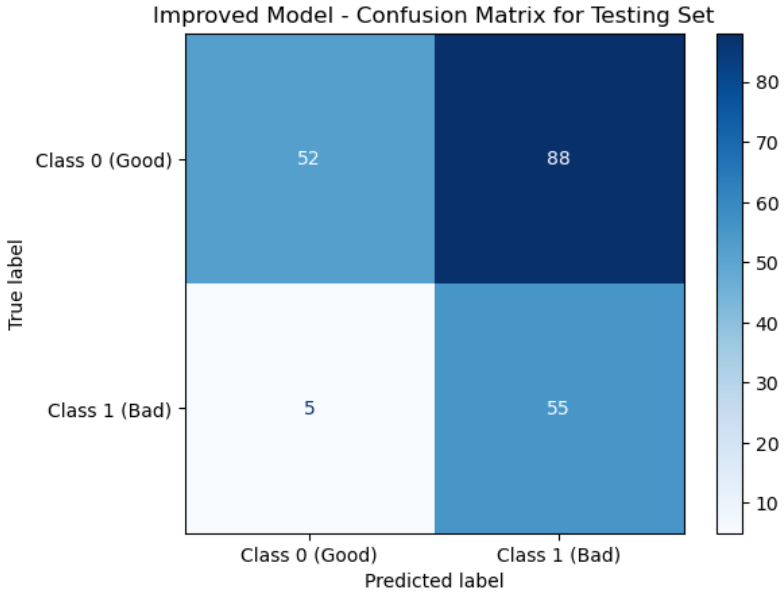 Improved Model - Confusion Matrix for Testing Set
Class 0 (Good)
52
88
Class 1 (Bad)
5
55
True label
Class 0 (Good)
Class 1 (Bad)
Predicted label
80
70
60
50
40
30
20
10